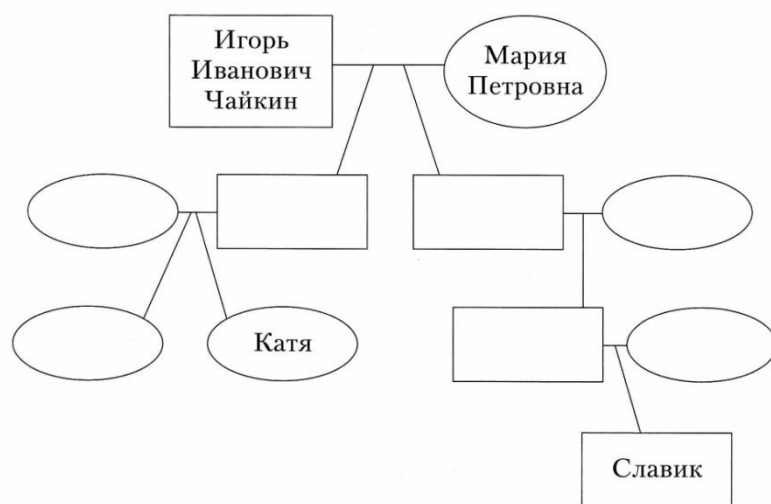 Игорь
Иванович
Чайкин
Мария
Петровна
Катя
Славик